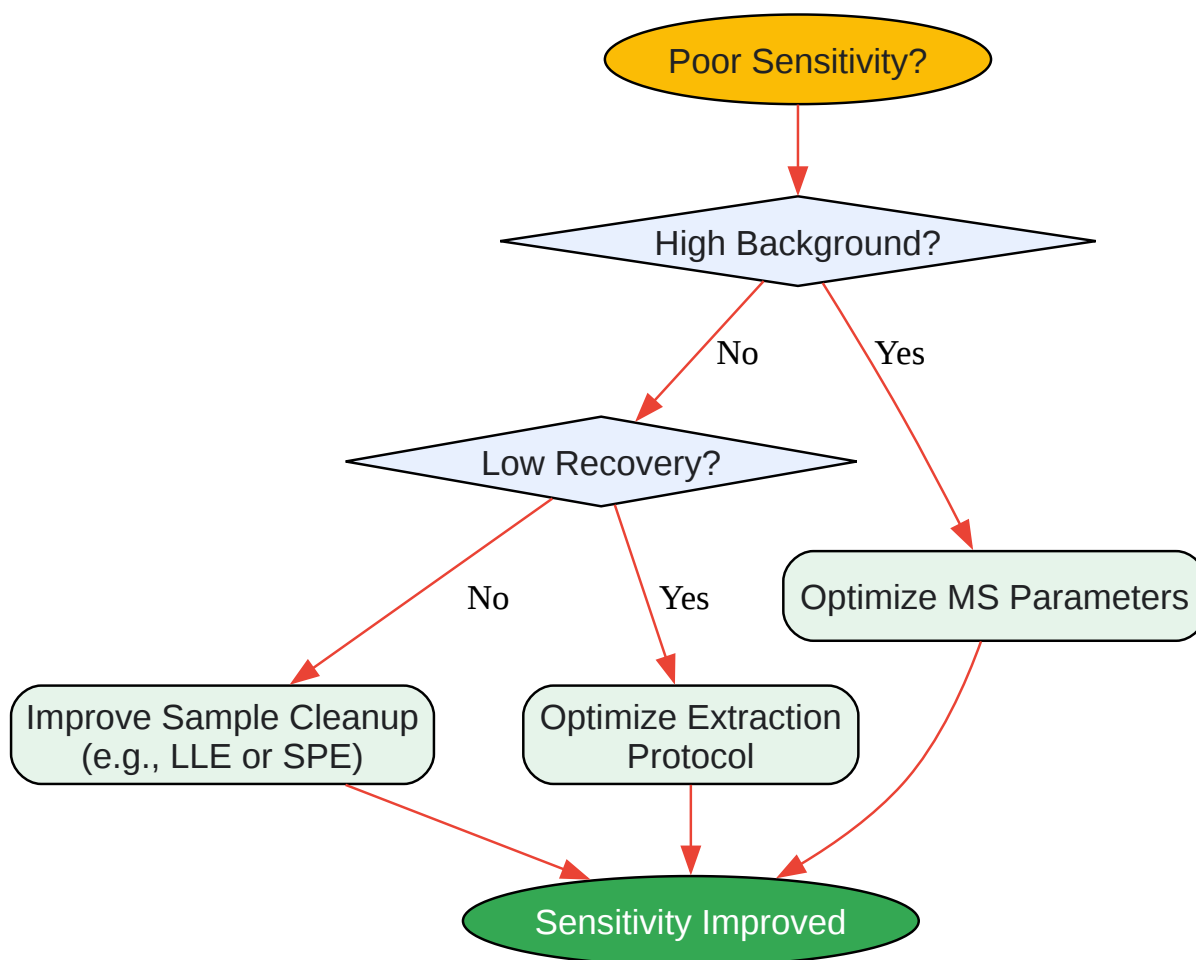 Poor Sensitivity?
High Background?
No
Yes
Low Recovery?
No
Yes
Optimize MS Parameters
Improve Sample Cleanup
(e.g., LLE or SPE)
Optimize Extraction
Protocol
Sensitivity Improved